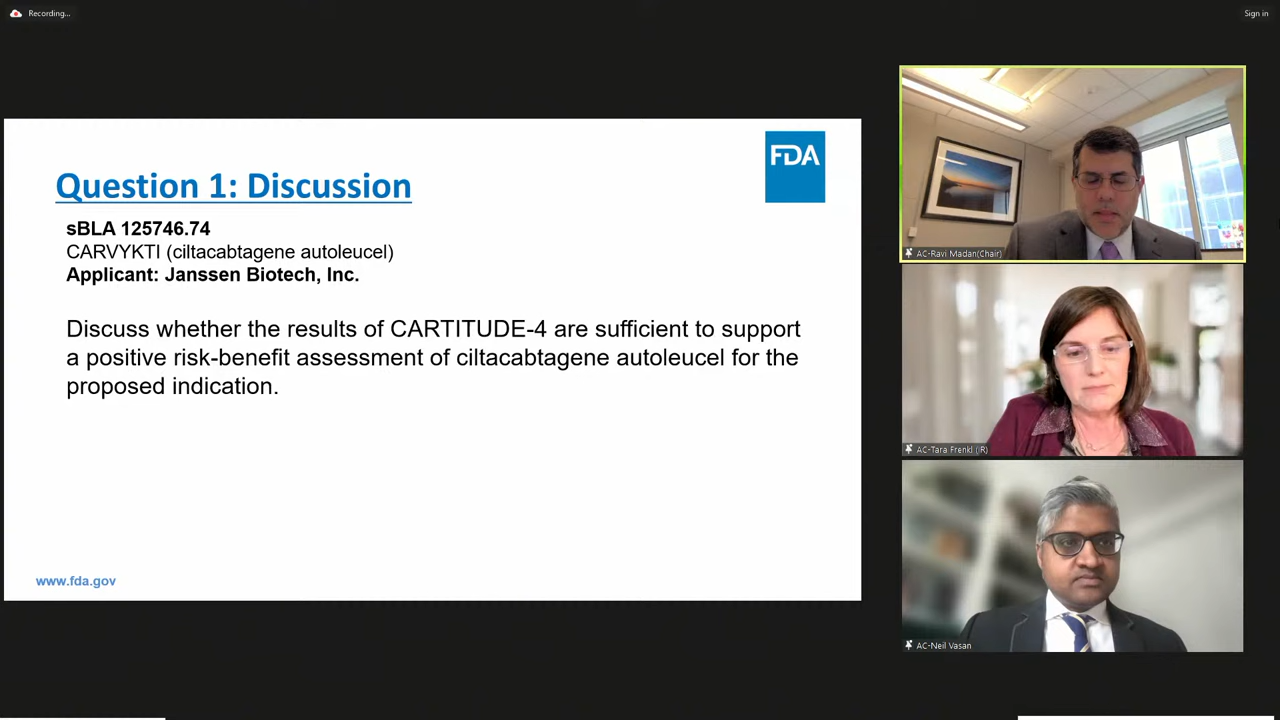 Recording...
Sign in
FDA
Question 1: Discussion
sBLA 125746.74
CARVYKTI (ciltacabtagene autoleucel)
Applicant: Janssen Biotech, Inc.
Discuss whether the results of CARTITUDE-4 are sufficient to support
a positive risk-benefit assessment of ciltacabtagene autoleucel for the
proposed indication.
www.fda.gov
AC-Ravi Madan(Chair)
AC-Tara Frenkl (IR)
AC-Neil Vasan